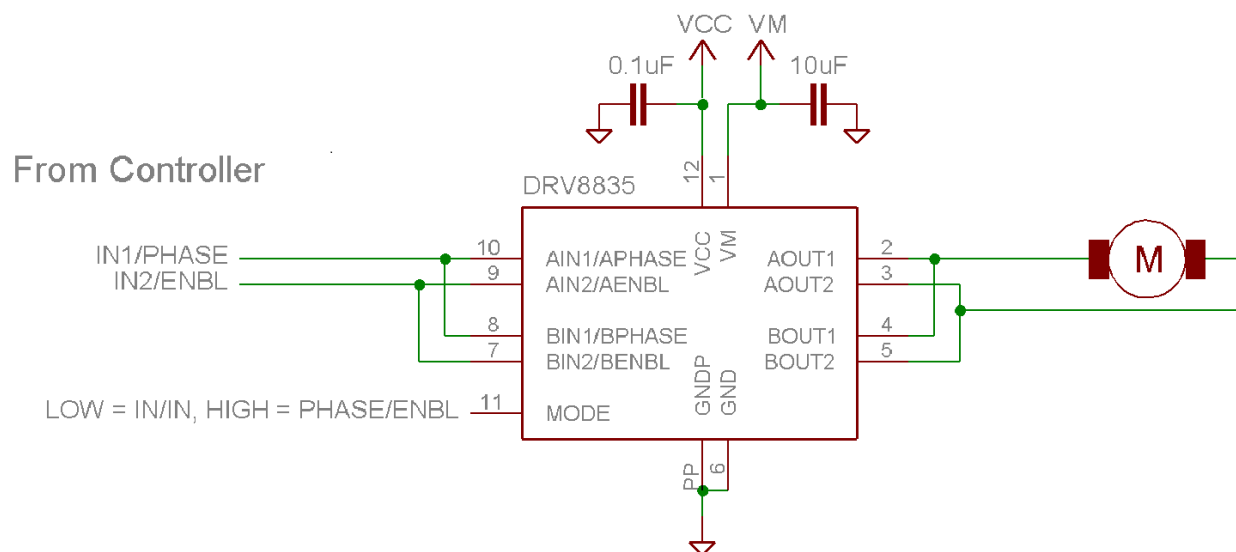 VCC VM
0.1uF 10uF
From Controller
DRV8835
12 1
VCC VM
IN1/PHASE 10 AIN1/APHASE AOUT1 2
IN2/ENBL 9 AIN2/AENBL AOUT2 3
M
8 BIN1/BPHASE BOUT1 4
7 BIN2/BENBL BOUT2 5
LOW = IN/IN, HIGH = PHASE/ENBL 11 MODE
GNDP GND
PP 6